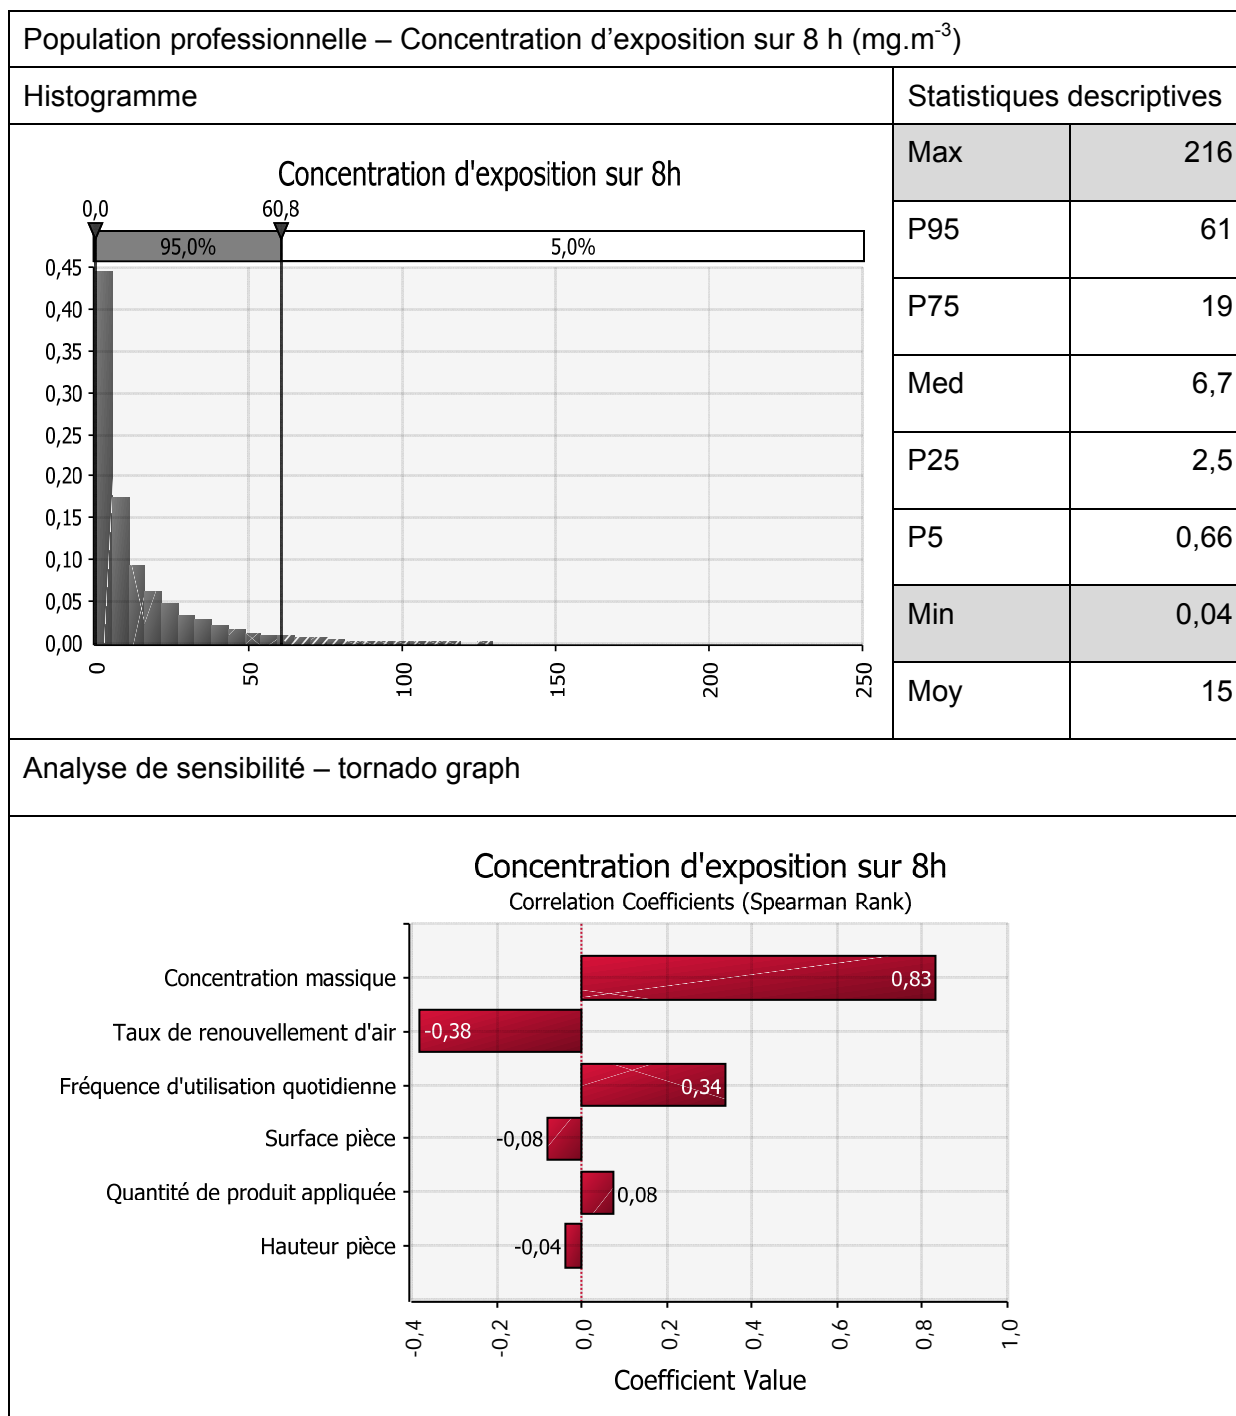 Population professionnelle – Concentration d’exposition sur 8 h (mg.m-3)
Histogramme
Statistiques descriptives
Concentration d'exposition sur 8h
0,0
60,8
95,0%
5,0%
0,45
0,40
0,35
0,30
0,25
0,20
0,15
0,10
0,05
0,00
0
50
100
150
200
250
Max 216
P95 61
P75 19
Med 6,7
P25 2,5
P5 0,66
Min 0,04
Moy 15
Analyse de sensibilité – tornado graph
Concentration d'exposition sur 8h
Correlation Coefficients (Spearman Rank)
Concentration massique 0,83
Taux de renouvellement d'air -0,38
Fréquence d'utilisation quotidienne 0,34
Surface pièce -0,08
Quantité de produit appliquée 0,08
Hauteur pièce -0,04
-0,4
-0,2
0,0
0,2
0,4
0,6
0,8
1,0
Coefficient Value